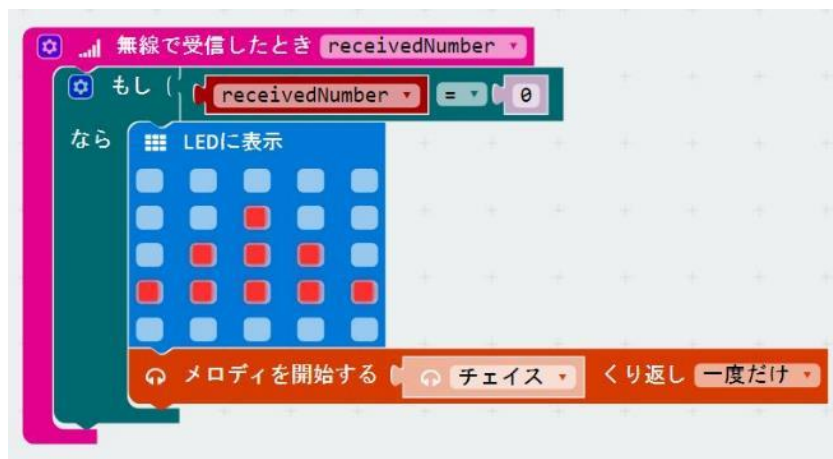 無線で受信したとき receivedNumber
もし ( receivedNumber = 0
なら LEDに表示
メロディを開始する チェイス くり返し 一度だけ